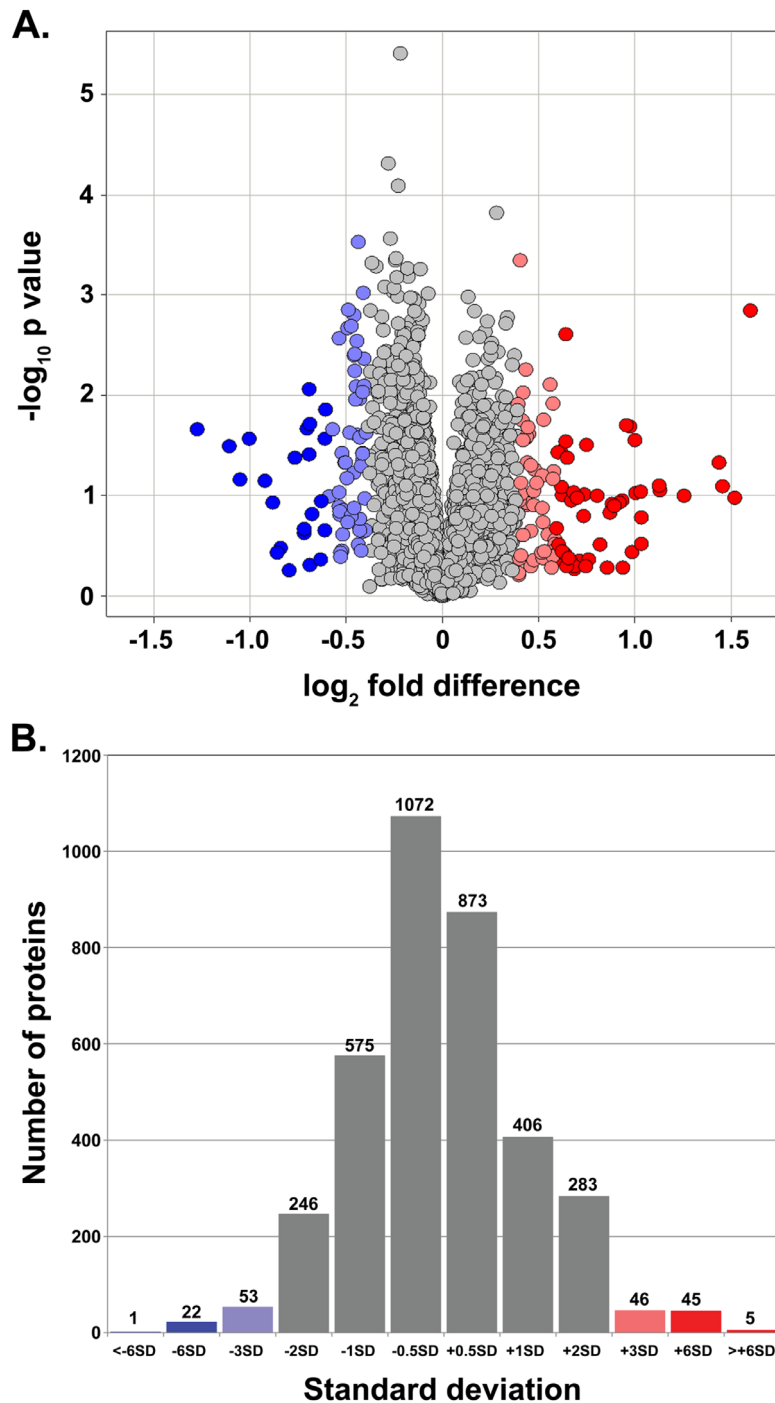 A.
5
4
3
2
1
0
-log10 p value
-1.5 -1.0 -0.5 0 0.5 1.0 1.5
log2 fold difference
B.
1200
1000
800
600
400
200
0
Number of proteins
1 22 53 246 575 1072 873 406 283 46 45 5
<-6SD -6SD -3SD -2SD -1SD -0.5SD +0.5SD +1SD +2SD +3SD +6SD >+6SD
Standard deviation